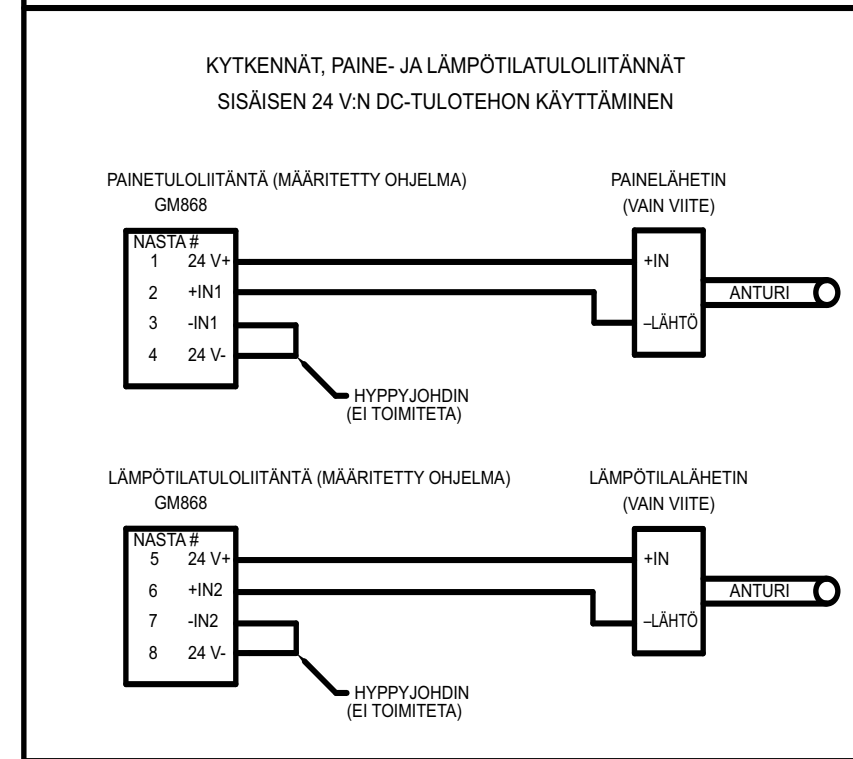 KYTKENNÄT, PAINE- JA LÄMPÖTILATULOLIITÄNNÄT
SISÄISEN 24 V:N DC-TULOTEHON KÄYTTÄMINEN
PAINETULOLIITÄNTÄ (MÄÄRITETTY OHJELMA)
GM868
PAINELÄHETIN
(VAIN VIITE)
NASTA #
1 24 V+
2 +IN1
3 -IN1
4 24 V-
+IN
–LÄHTÖ
ANTURI
HYPPYJOHDIN
(EI TOIMITETA)
LÄMPÖTILATULOLIITÄNTÄ (MÄÄRITETTY OHJELMA)
GM868
LÄMPÖTILALÄHETIN
(VAIN VIITE)
NASTA #
5 24 V+
6 +IN2
7 -IN2
8 24 V-
+IN
–LÄHTÖ
ANTURI
HYPPYJOHDIN
(EI TOIMITETA)